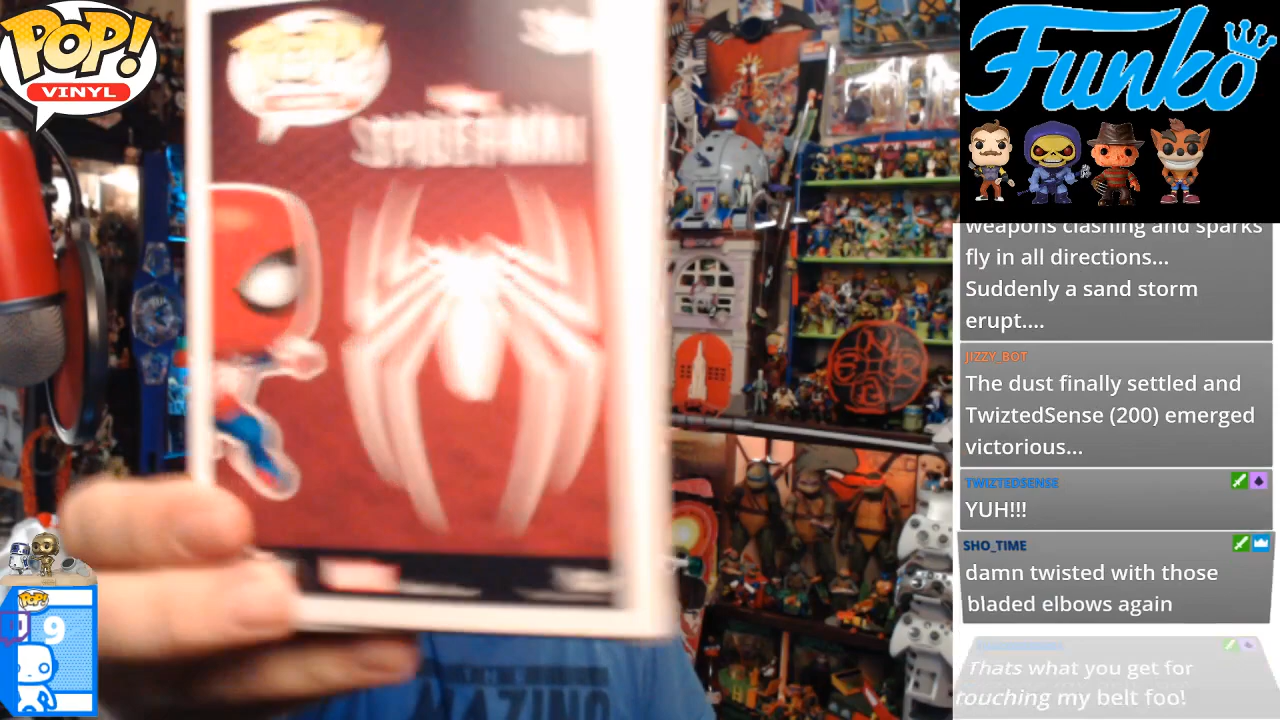 POP!
VINYL
SPIDER-MAN
AMAZING
POP!
9
Funko
weapons clashing and sparks
fly in all directions...
Suddenly a sand storm
erupt....
JIZZY_BOT
The dust finally settled and
TwiztedSense (200) emerged
victorious...
TWIZTEDSENSE
YUH!!!
SHO_TIME
damn twisted with those
bladed elbows again
Thats what you get for
touching my belt foo!